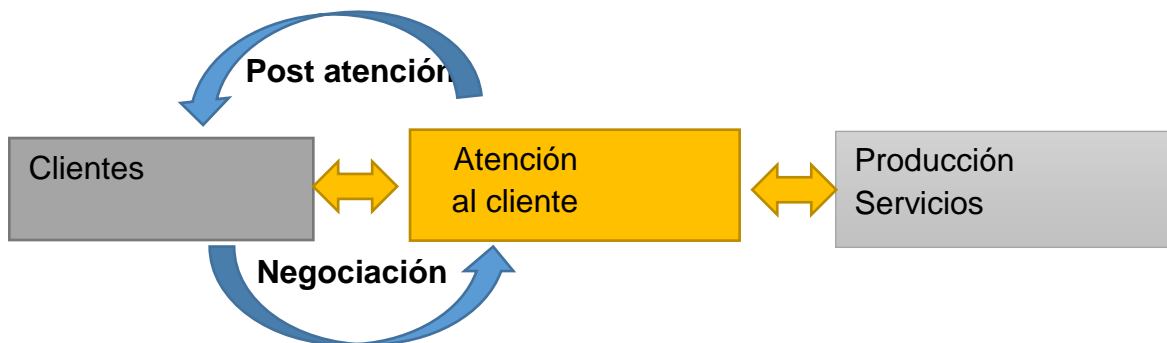 Post atención
Clientes
Atención
al cliente
Producción
Servicios
Negociación